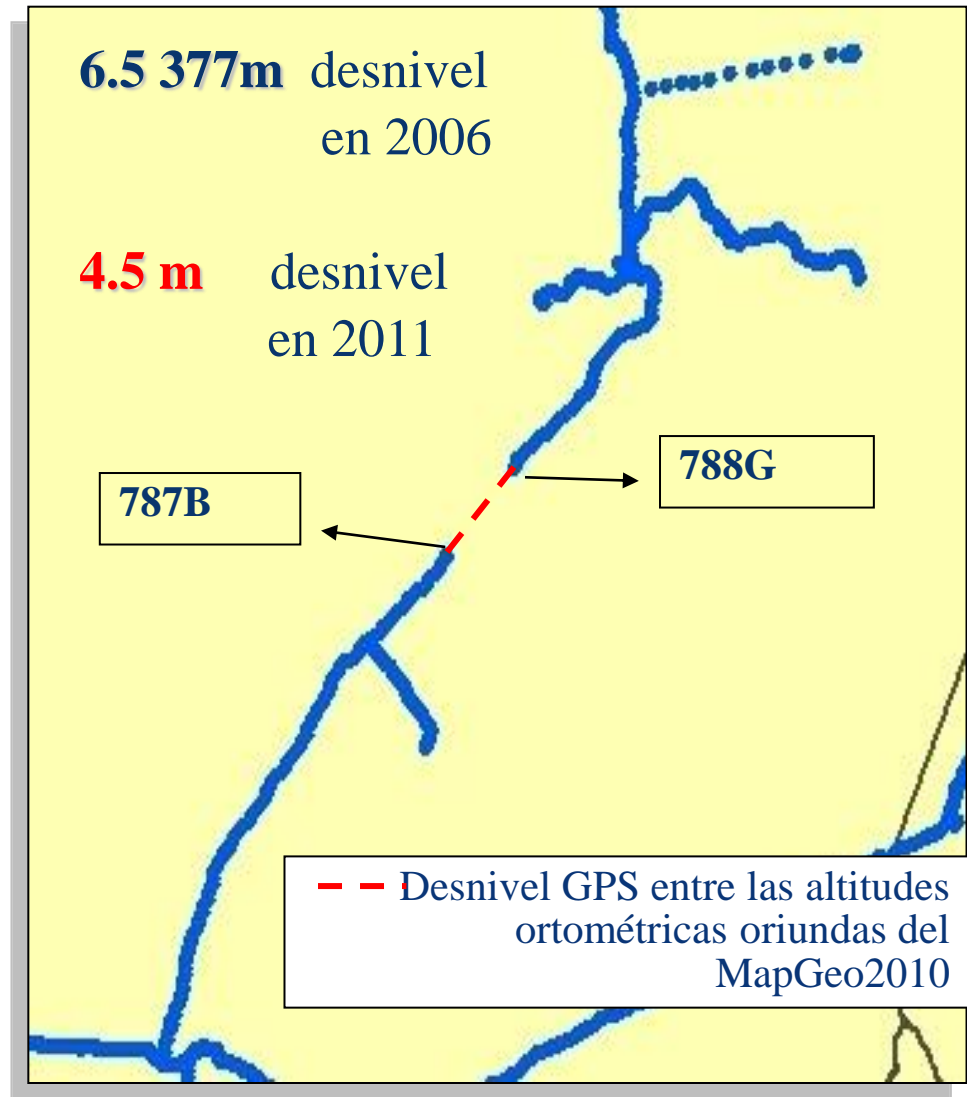 6.5 377m desnivel
en 2006
4.5 m desnivel
en 2011
788G
787B
Desnivel GPS entre las altitudes
ortométricas oriundas del
MapGeo2010